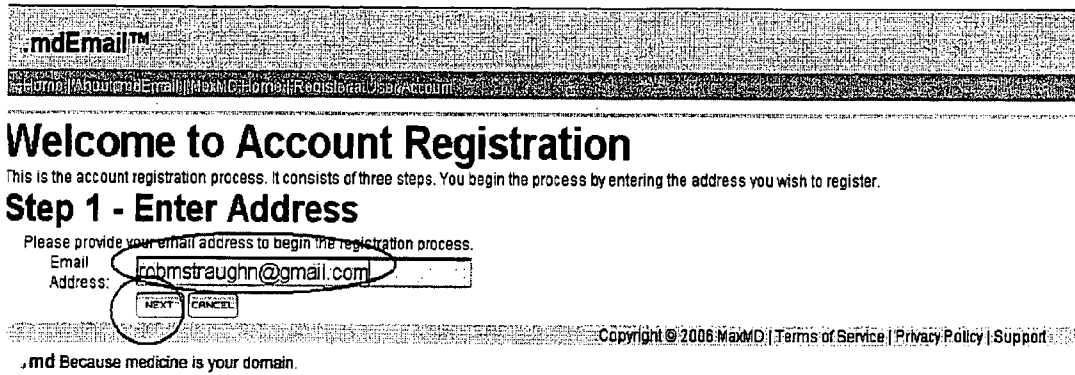 .mdEmail™
Home | About mdEmail | MaxMD Home | Register a User Account
Welcome to Account Registration
This is the account registration process. It consists of three steps. You begin the process by entering the address you wish to register.
Step 1 - Enter Address
Please provide your email address to begin the registration process.
Email
Address:
robmstraughn@gmail.com
NEXT CANCEL
Copyright © 2006 MaxMD | Terms of Service | Privacy Policy | Support
.md Because medicine is your domain.